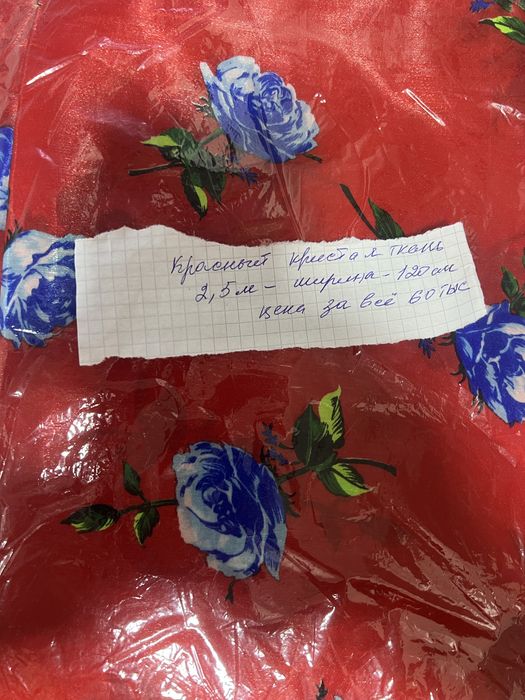 Красный кристал ткань
2,5м - ширина - 120см
цена за всё 60тыс